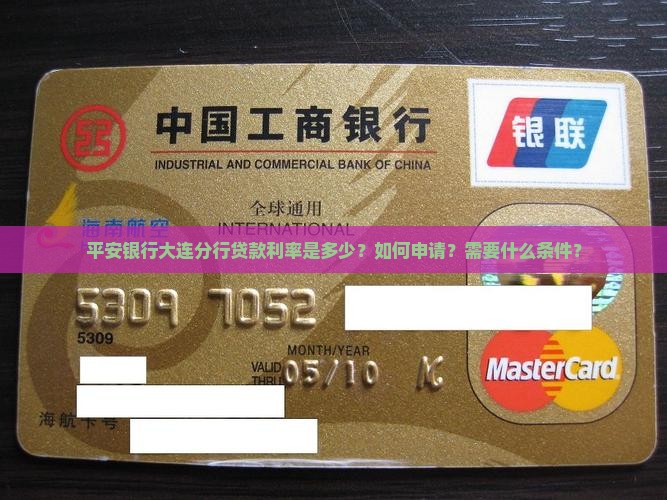 中国工商银行
INDUSTRIAL AND COMMERCIAL BANK OF CHINA
银联
全球通用
海南航空
INTERNATIONAL
平安银行大连分行贷款利率是多少？如何申请？需要什么条件？
5309 7052
5309
MONTH/YEAR
VALID
THRU
05/10
MasterCard
海航卡号